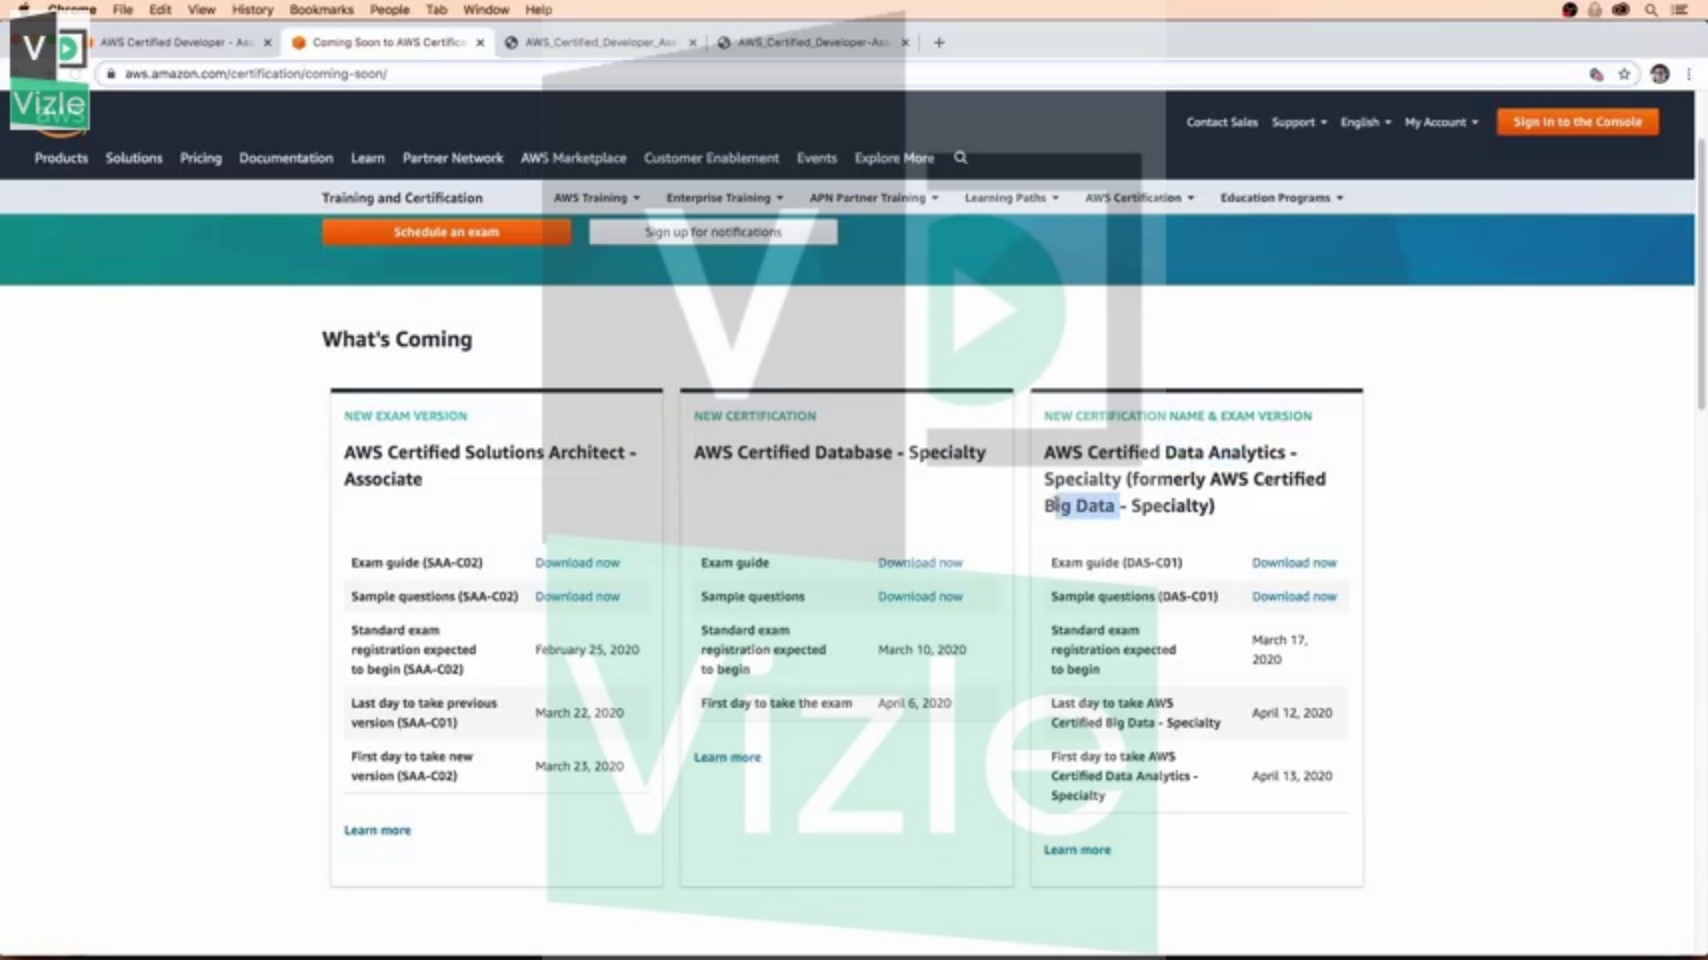 Chrome File Edit View History Bookmarks People Tab Window Help
AWS Certified Developer - Ass
Coming Soon to AWS Certifica
AWS_Certified_Developer_Ass
AWS_Certified_Developer-Ass
aws.amazon.com/certification/coming-soon/
V
Vizle
aws
Contact Sales Support English My Account Sign In to the Console
Products Solutions Pricing Documentation Learn Partner Network AWS Marketplace Customer Enablement Events Explore More
Training and Certification AWS Training Enterprise Training APN Partner Training Learning Paths AWS Certification Education Programs
Schedule an exam Sign up for notifications
What's Coming
NEW EXAM VERSION
AWS Certified Solutions Architect -
Associate
Exam guide (SAA-C02) Download now
Sample questions (SAA-C02) Download now
Standard exam
registration expected
to begin (SAA-C02)
February 25, 2020
Last day to take previous
version (SAA-C01)
March 22, 2020
First day to take new
version (SAA-C02)
March 23, 2020
Learn more
NEW CERTIFICATION
AWS Certified Database - Specialty
Exam guide Download now
Sample questions Download now
Standard exam
registration expected
to begin
March 10, 2020
First day to take the exam April 6, 2020
Learn more
NEW CERTIFICATION NAME & EXAM VERSION
AWS Certified Data Analytics -
Specialty (formerly AWS Certified
Big Data - Specialty)
Exam guide (DAS-C01) Download now
Sample questions (DAS-C01) Download now
Standard exam
registration expected
to begin
March 17,
2020
Last day to take AWS
Certified Big Data - Specialty
April 12, 2020
First day to take AWS
Certified Data Analytics -
Specialty
April 13, 2020
Learn more
V
Vizle